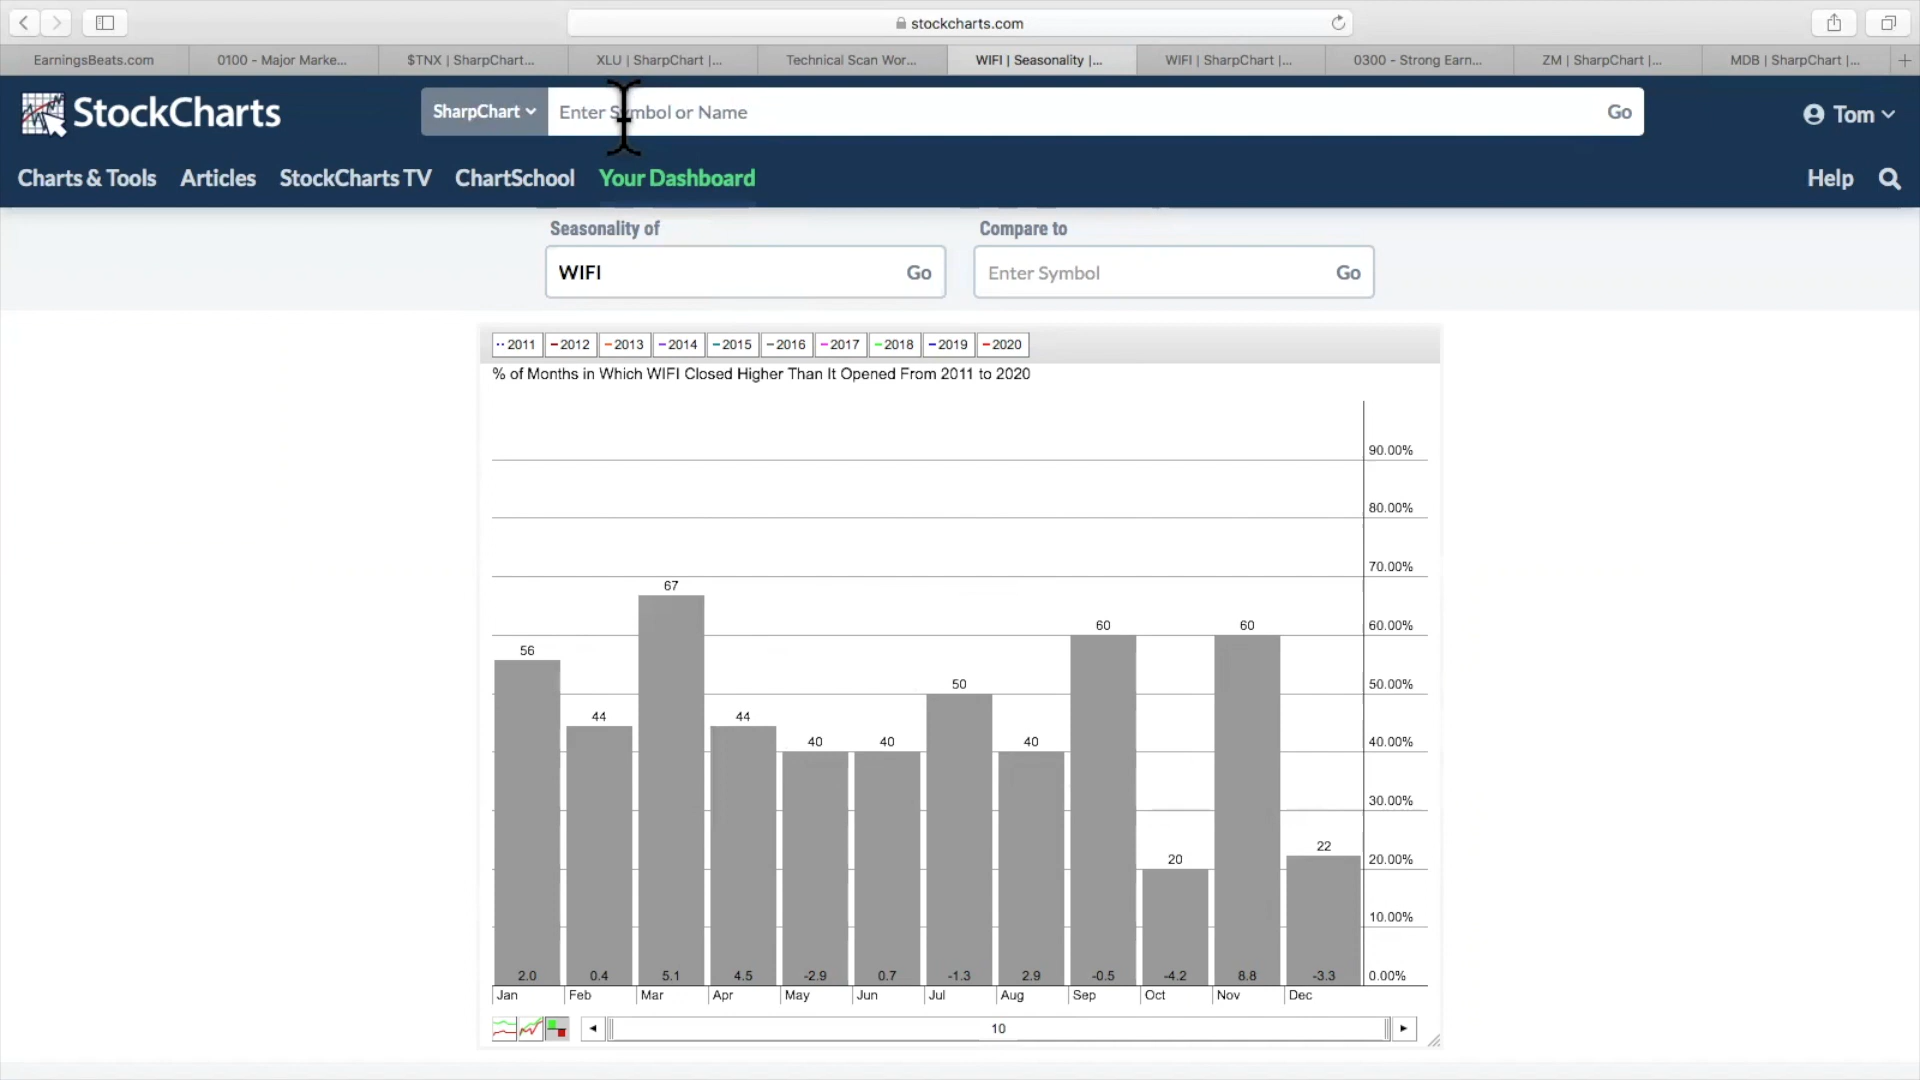 stockcharts.com
EarningsBeats.com
0100 - Major Marke...
$TNX | SharpChart...
XLU | SharpChart |...
Technical Scan Wor...
WIFI | Seasonality |...
WIFI | SharpChart |...
0300 - Strong Earn...
ZM | SharpChart |...
MDB | SharpChart |...
StockCharts
SharpChart
Enter Symbol or Name
Go
Tom
Charts & Tools
Articles
StockCharts TV
ChartSchool
Your Dashboard
Help
Seasonality of
Compare to
WIFI
Go
Enter Symbol
Go
2011 2012 2013 2014 2015 2016 2017 2018 2019 2020
% of Months in Which WIFI Closed Higher Than It Opened From 2011 to 2020
90.00%
80.00%
70.00%
60.00%
50.00%
40.00%
30.00%
20.00%
10.00%
0.00%
56 44 67 44 40 40 50 40 60 20 60 22
2.0 0.4 5.1 4.5 -2.9 0.7 -1.3 2.9 -0.5 -4.2 8.8 -3.3
Jan Feb Mar Apr May Jun Jul Aug Sep Oct Nov Dec
10